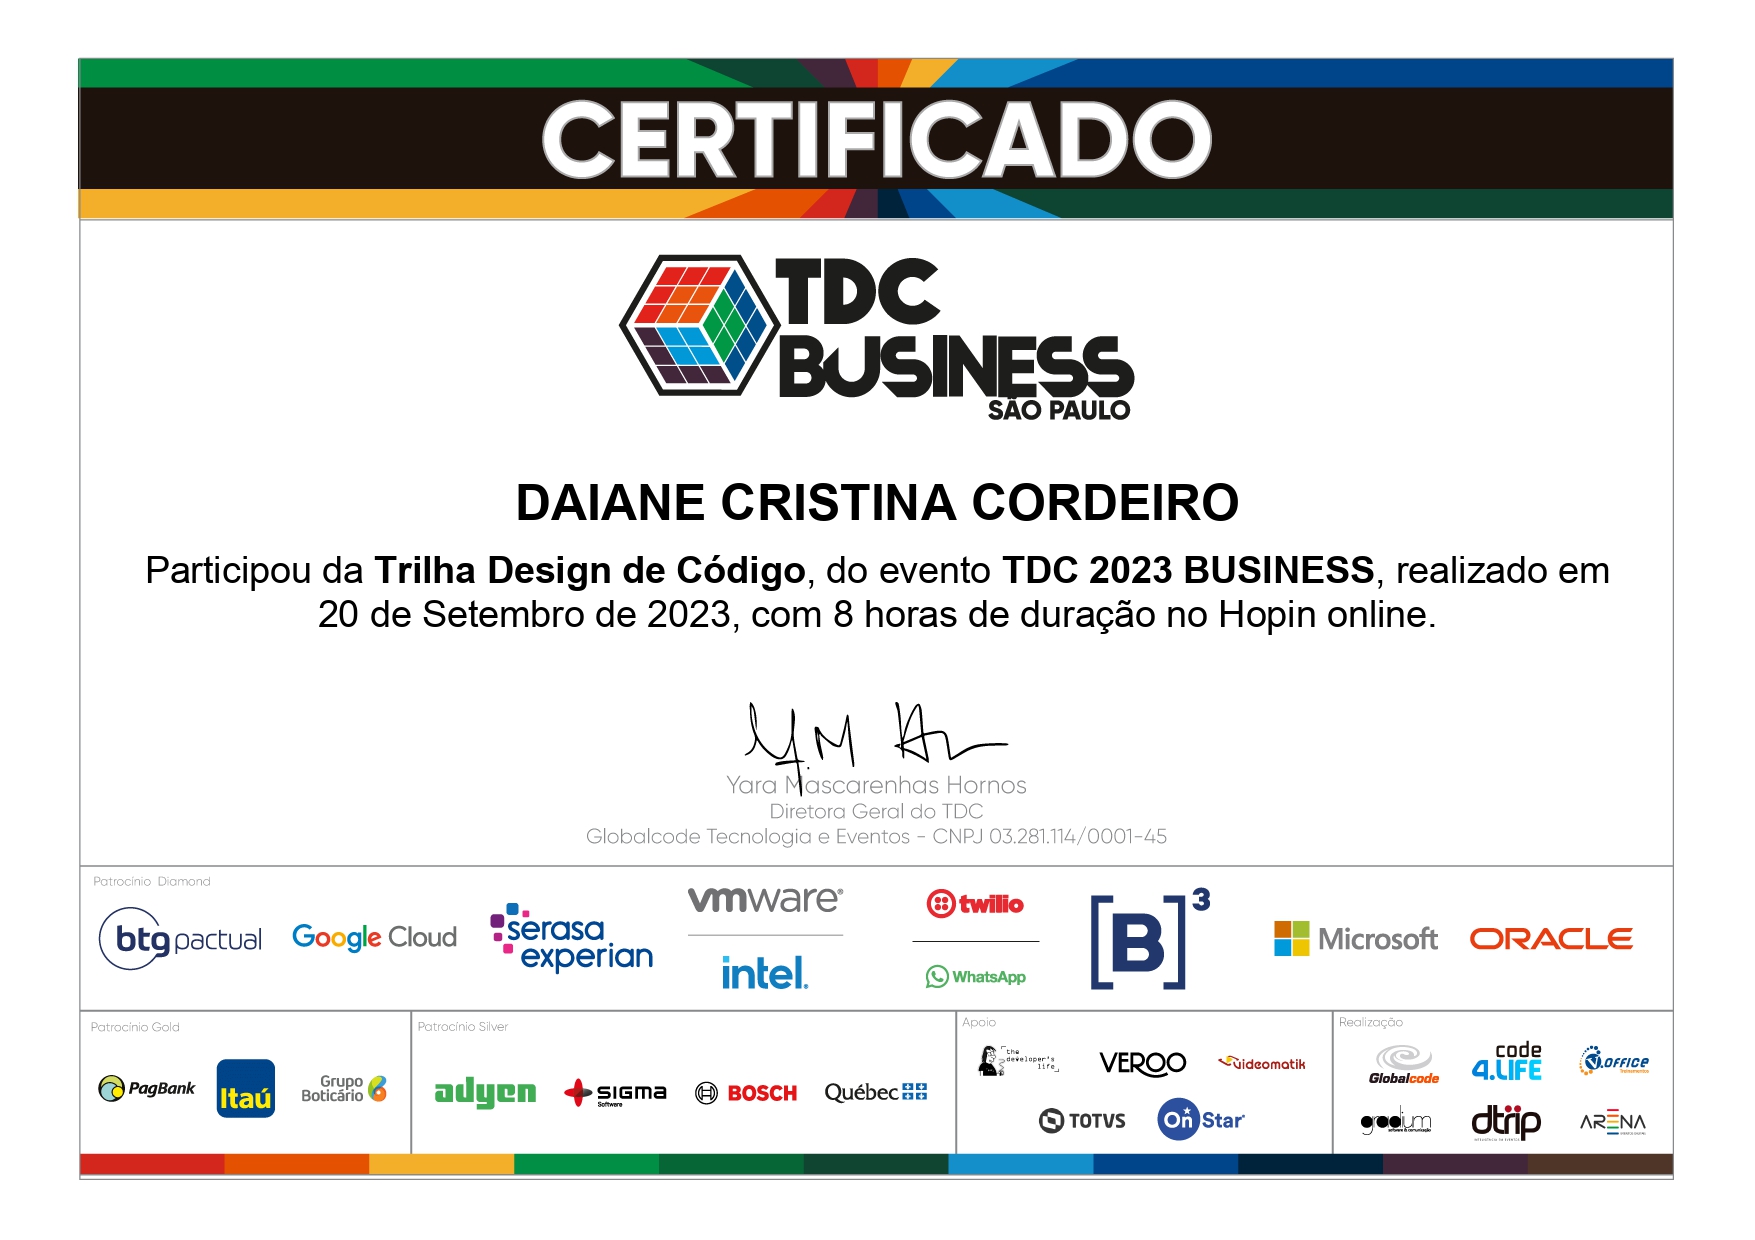 CERTIFICADO
TDC
BUSINESS
SÃO PAULO
DAIANE CRISTINA CORDEIRO
Participou da Trilha Design de Código, do evento TDC 2023 BUSINESS, realizado em
20 de Setembro de 2023, com 8 horas de duração no Hopin online.
Y.M H
Yara Mascarenhas Hornos
Diretora Geral do TDC
Globalcode Tecnologia e Eventos - CNPJ 03.281.114/0001-45
Patrocínio Diamond
btg pactual
Google Cloud
serasa
experian
vmware®
intel.
twilio
WhatsApp
[B]³
Microsoft
ORACLE
Patrocínio Gold
PagBank
Itaú
Grupo
Boticário
Patrocínio Silver
adyen
SIGMA
Software
BOSCH
Québec
Apoio
the
developer's
life
VEROO
videomatik
TOTVS
OnStar
Realização
Globalcode
code
4.LIFE
V.OFFICE
Treinamentos
gradium
dtrip
ARENA